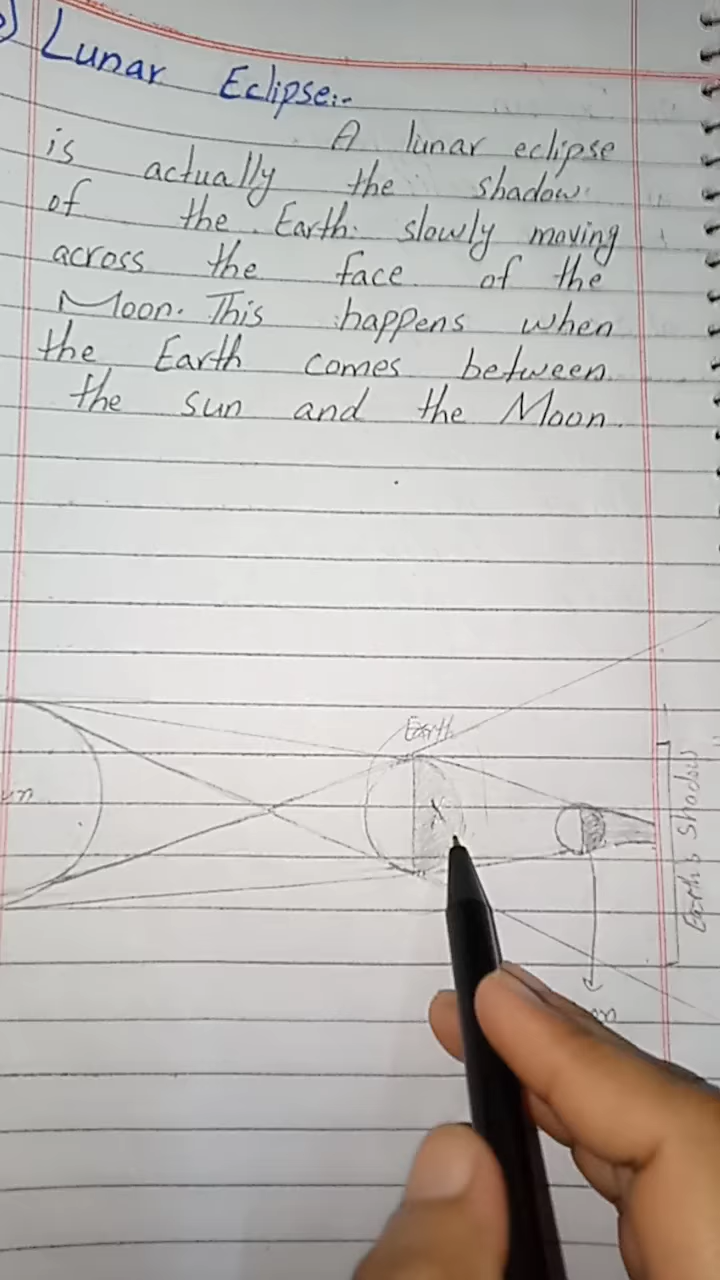 Lunar Eclipse:-
A lunar eclipse
is actually the shadow
of the Earth slowly moving
across the face of the
Moon. This happens when
the Earth comes between
the sun and the Moon.
Earth
X
Earth's Shadow